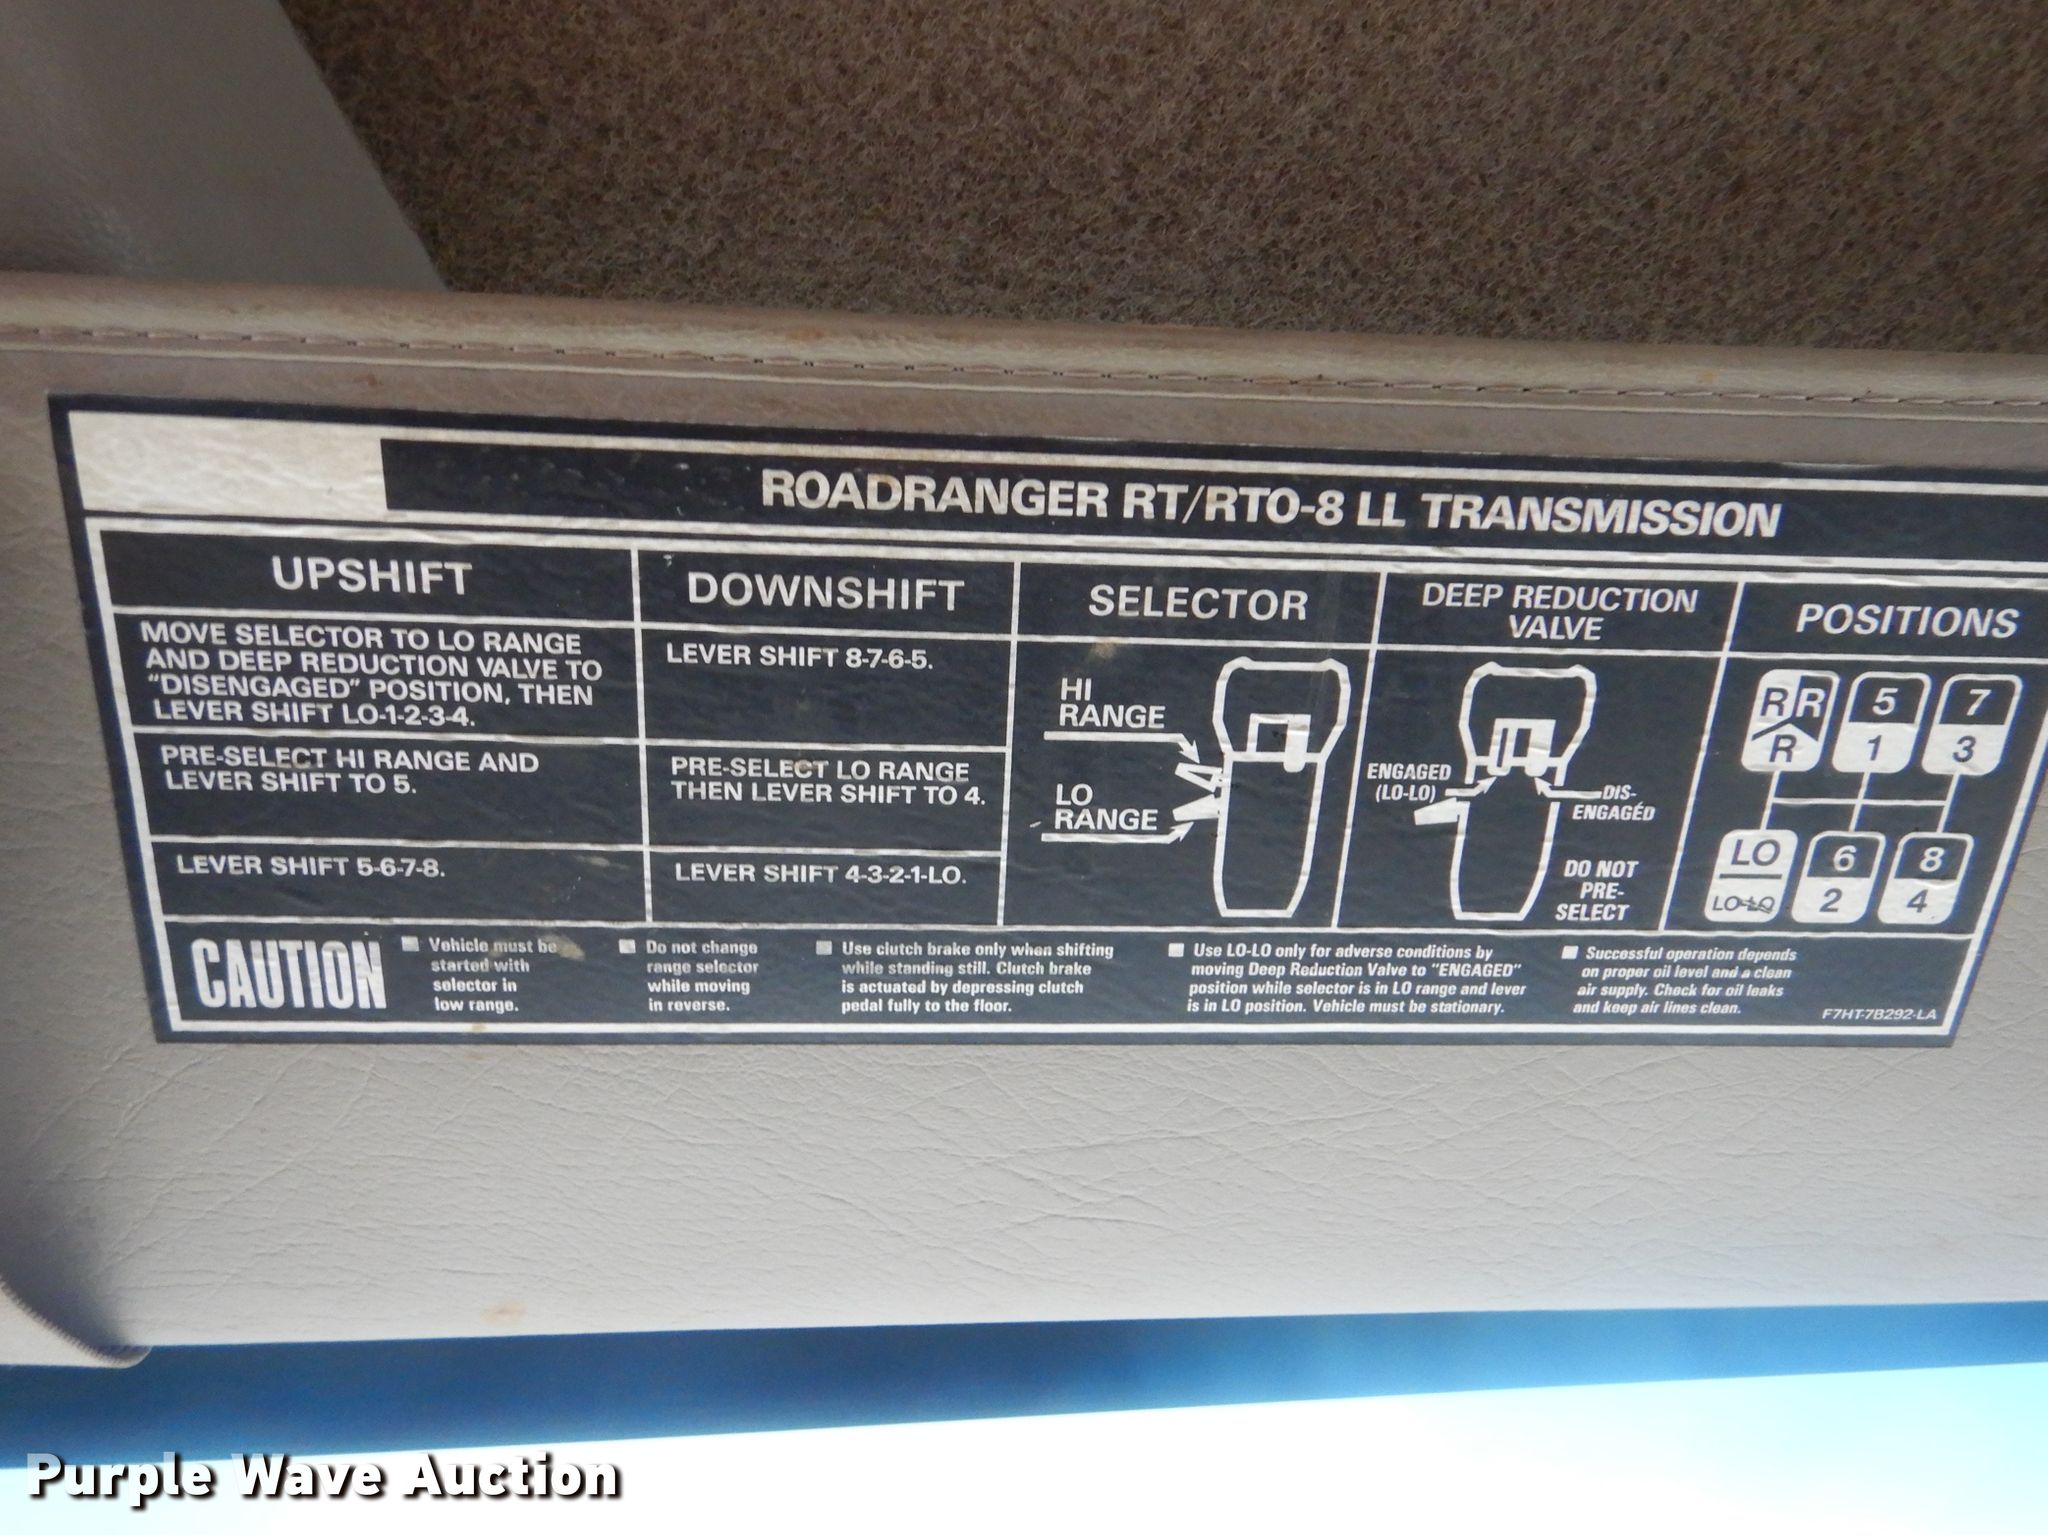 ROADRANGER RT/RTO-8 LL TRANSMISSION
UPSHIFT
MOVE SELECTOR TO LO RANGE
AND DEEP REDUCTION VALVE TO
"DISENGAGED" POSITION, THEN
LEVER SHIFT LO-1-2-3-4.
PRE-SELECT HI RANGE AND
LEVER SHIFT TO 5.
LEVER SHIFT 5-6-7-8.
DOWNSHIFT
LEVER SHIFT 8-7-6-5.
PRE-SELECT LO RANGE
THEN LEVER SHIFT TO 4.
LEVER SHIFT 4-3-2-1-LO.
SELECTOR
HI
RANGE
LO
RANGE
DEEP REDUCTION
VALVE
ENGAGED
(LO-LO)
DIS-
ENGAGED
DO NOT
PRE-
SELECT
POSITIONS
R R 5 7
R 1 3
LO 6 8
LO-LO 2 4
CAUTION
Vehicle must be
started with
selector in
low range.
Do not change
range selector
while moving
in reverse.
Use clutch brake only when shifting
while standing still. Clutch brake
is actuated by depressing clutch
pedal fully to the floor.
Use LO-LO only for adverse conditions by
moving Deep Reduction Valve to "ENGAGED"
position while selector is in LO range and lever
is in LO position. Vehicle must be stationary.
Successful operation depends
on proper oil level and a clean
air supply. Check for oil leaks
and keep air lines clean.
F7HT-7B292-LA
Purple Wave Auction